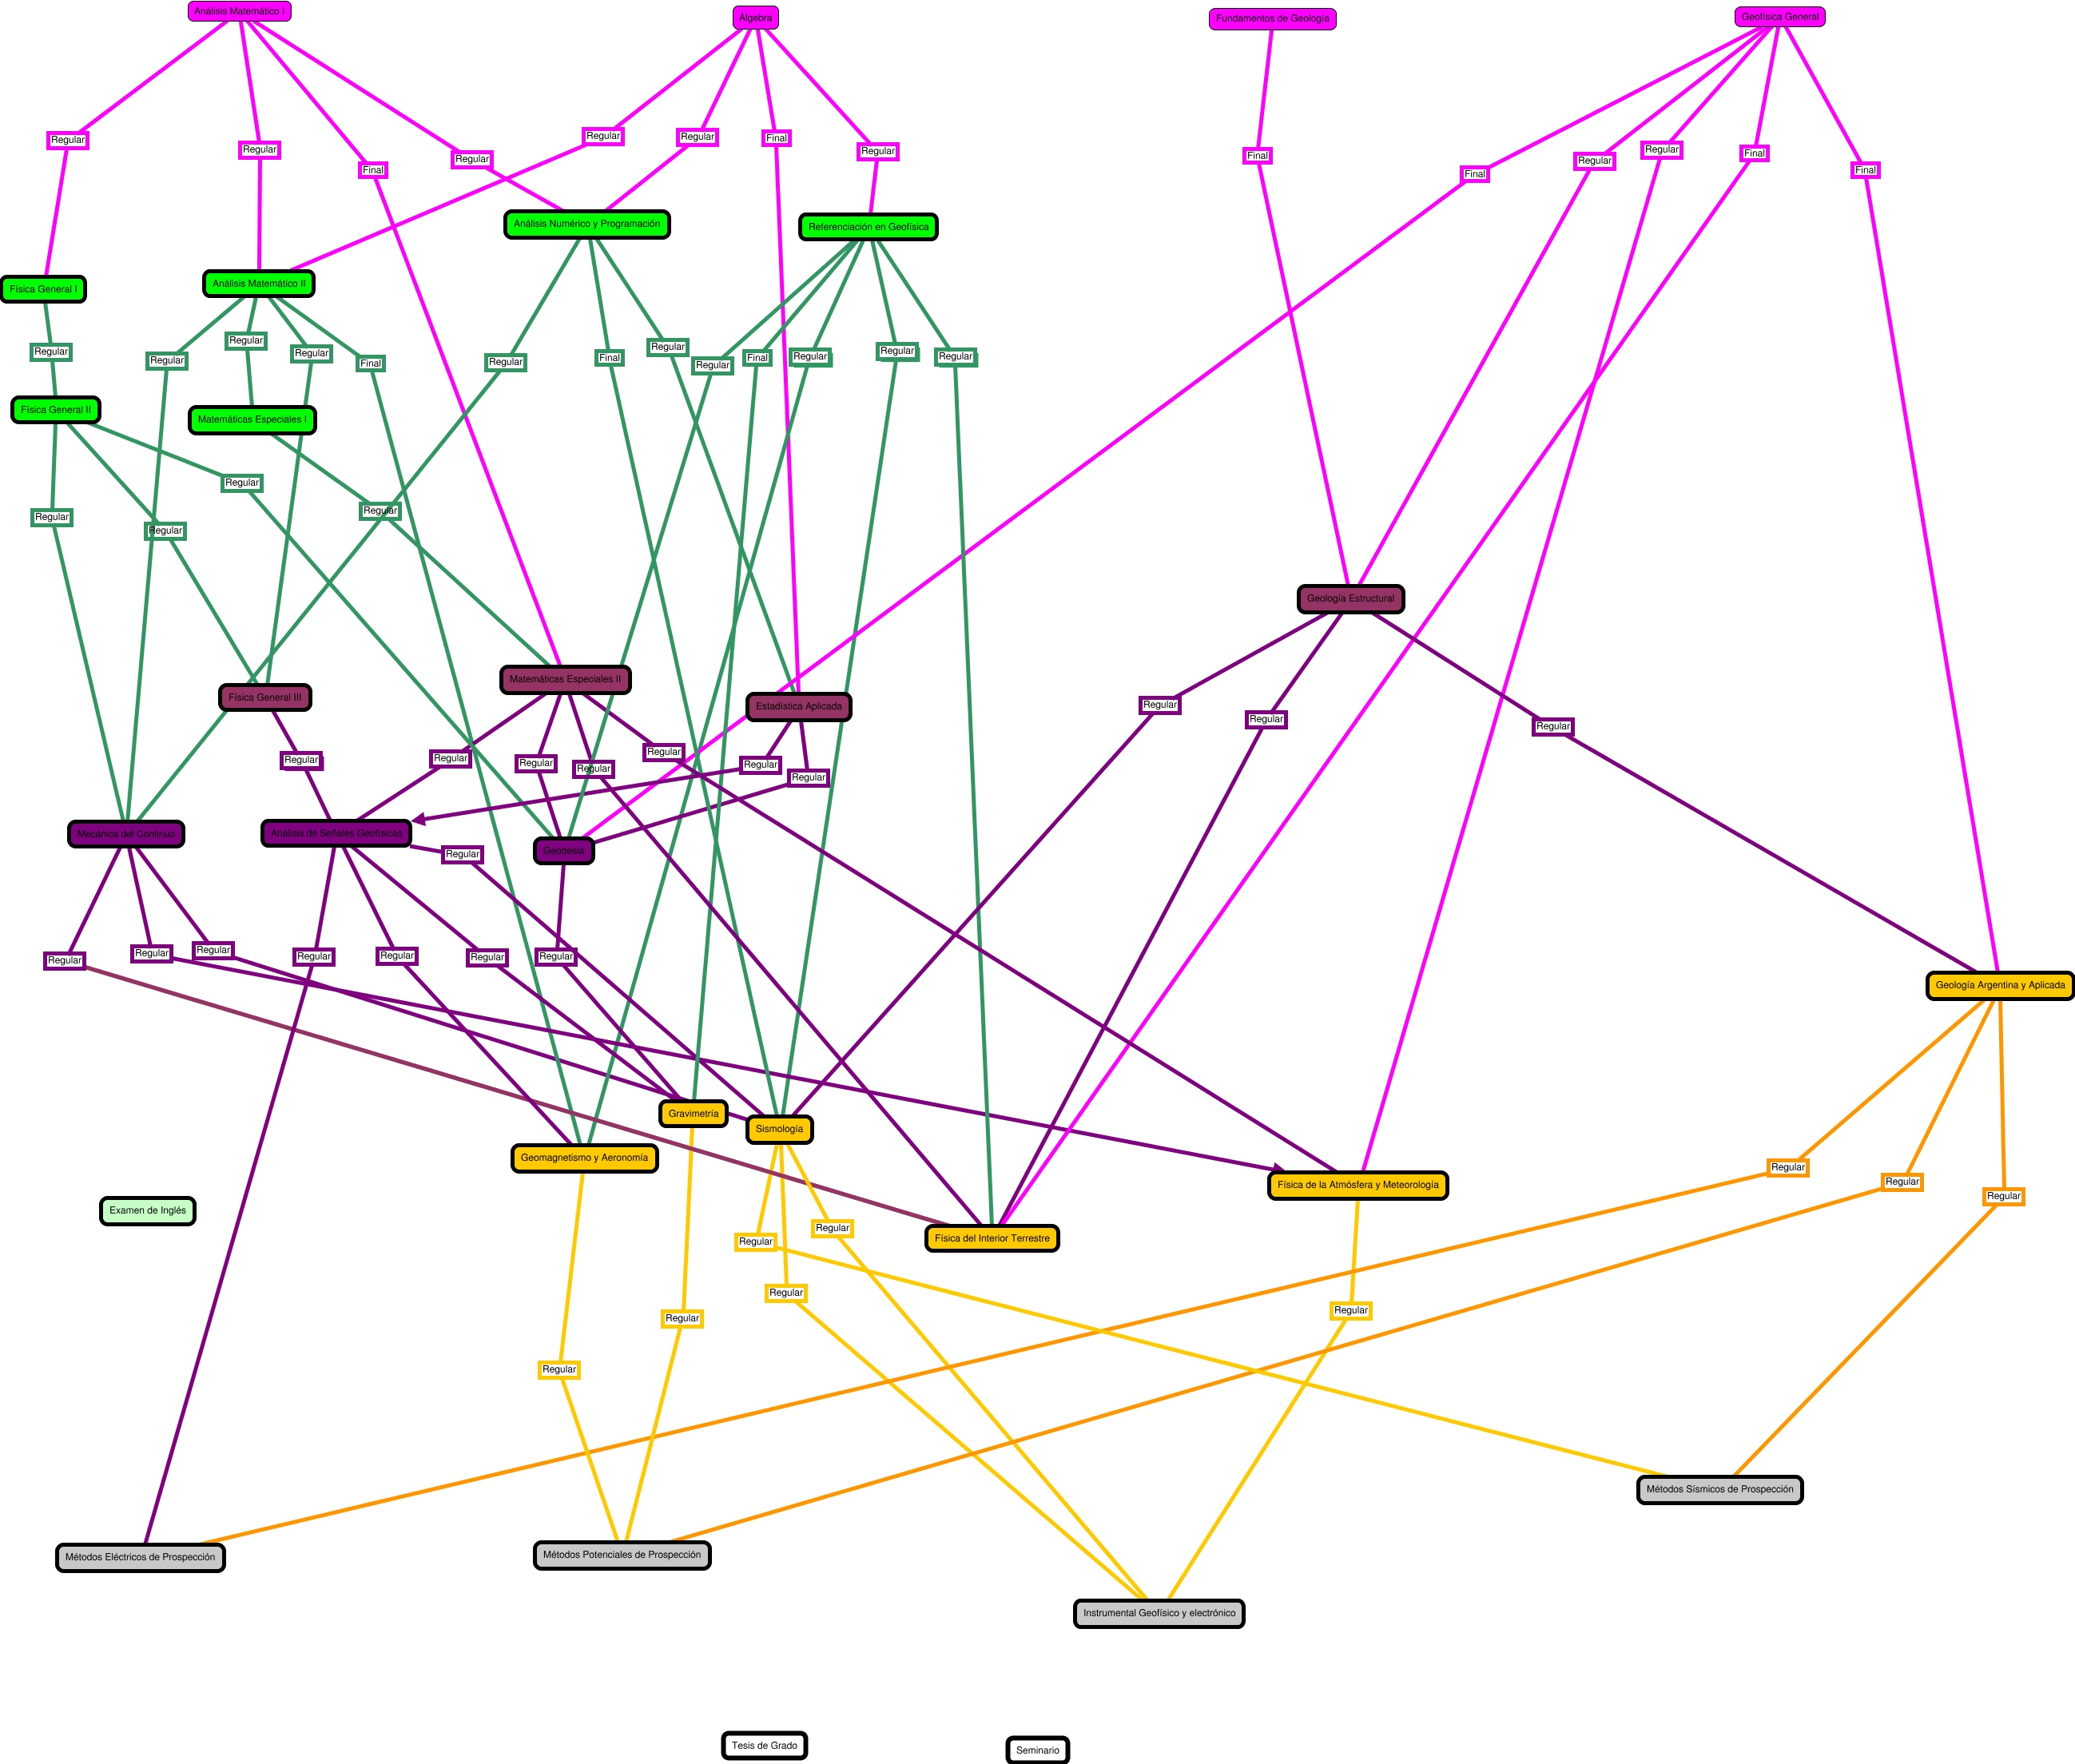 Análisis Matemático I
Álgebra
Fundamentos de Geología
Geofísica General
Regular
Regular
Final
Regular
Regular
Regular
Final
Regular
Final
Final
Regular
Regular
Final
Final
Análisis Numérico y Programación
Referenciación en Geofísica
Física General I
Análisis Matemático II
Regular
Regular
Regular
Regular
Final
Regular
Final
Regular
Regular
Final
Regular
Regular
Regular
Física General II
Matemáticas Especiales I
Regular
Regular
Regular
Regular
Geología Estructural
Física General III
Matemáticas Especiales II
Estadística Aplicada
Regular
Regular
Regular
Regular
Regular
Regular
Regular
Regular
Regular
Regular
Mecánica del Continuo
Análisis de Señales Geofísicas
Geodesia
Regular
Regular
Regular
Regular
Regular
Regular
Regular
Regular
Geología Argentina y Aplicada
Gravimetría
Sismología
Geomagnetismo y Aeronomía
Física de la Atmósfera y Meteorología
Regular
Regular
Regular
Examen de Inglés
Física del Interior Terrestre
Regular
Regular
Regular
Regular
Regular
Regular
Métodos Sísmicos de Prospección
Métodos Eléctricos de Prospección
Métodos Potenciales de Prospección
Instrumental Geofísico y electrónico
Tesis de Grado
Seminario